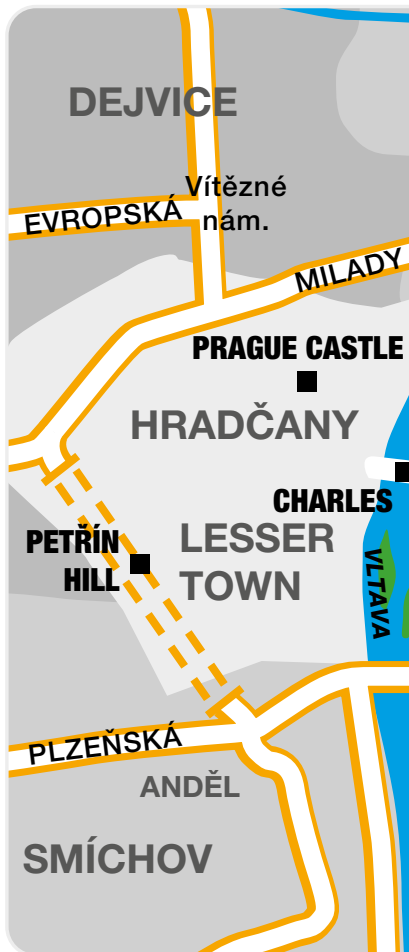 DEJVICE
Vítězné
nám.
EVROPSKÁ
MILADY
PRAGUE CASTLE
HRADČANY
CHARLES
PETŘÍN
HILL
LESSER
TOWN
VLTAVA
PLZEŇSKÁ
ANDĚL
SMÍCHOV